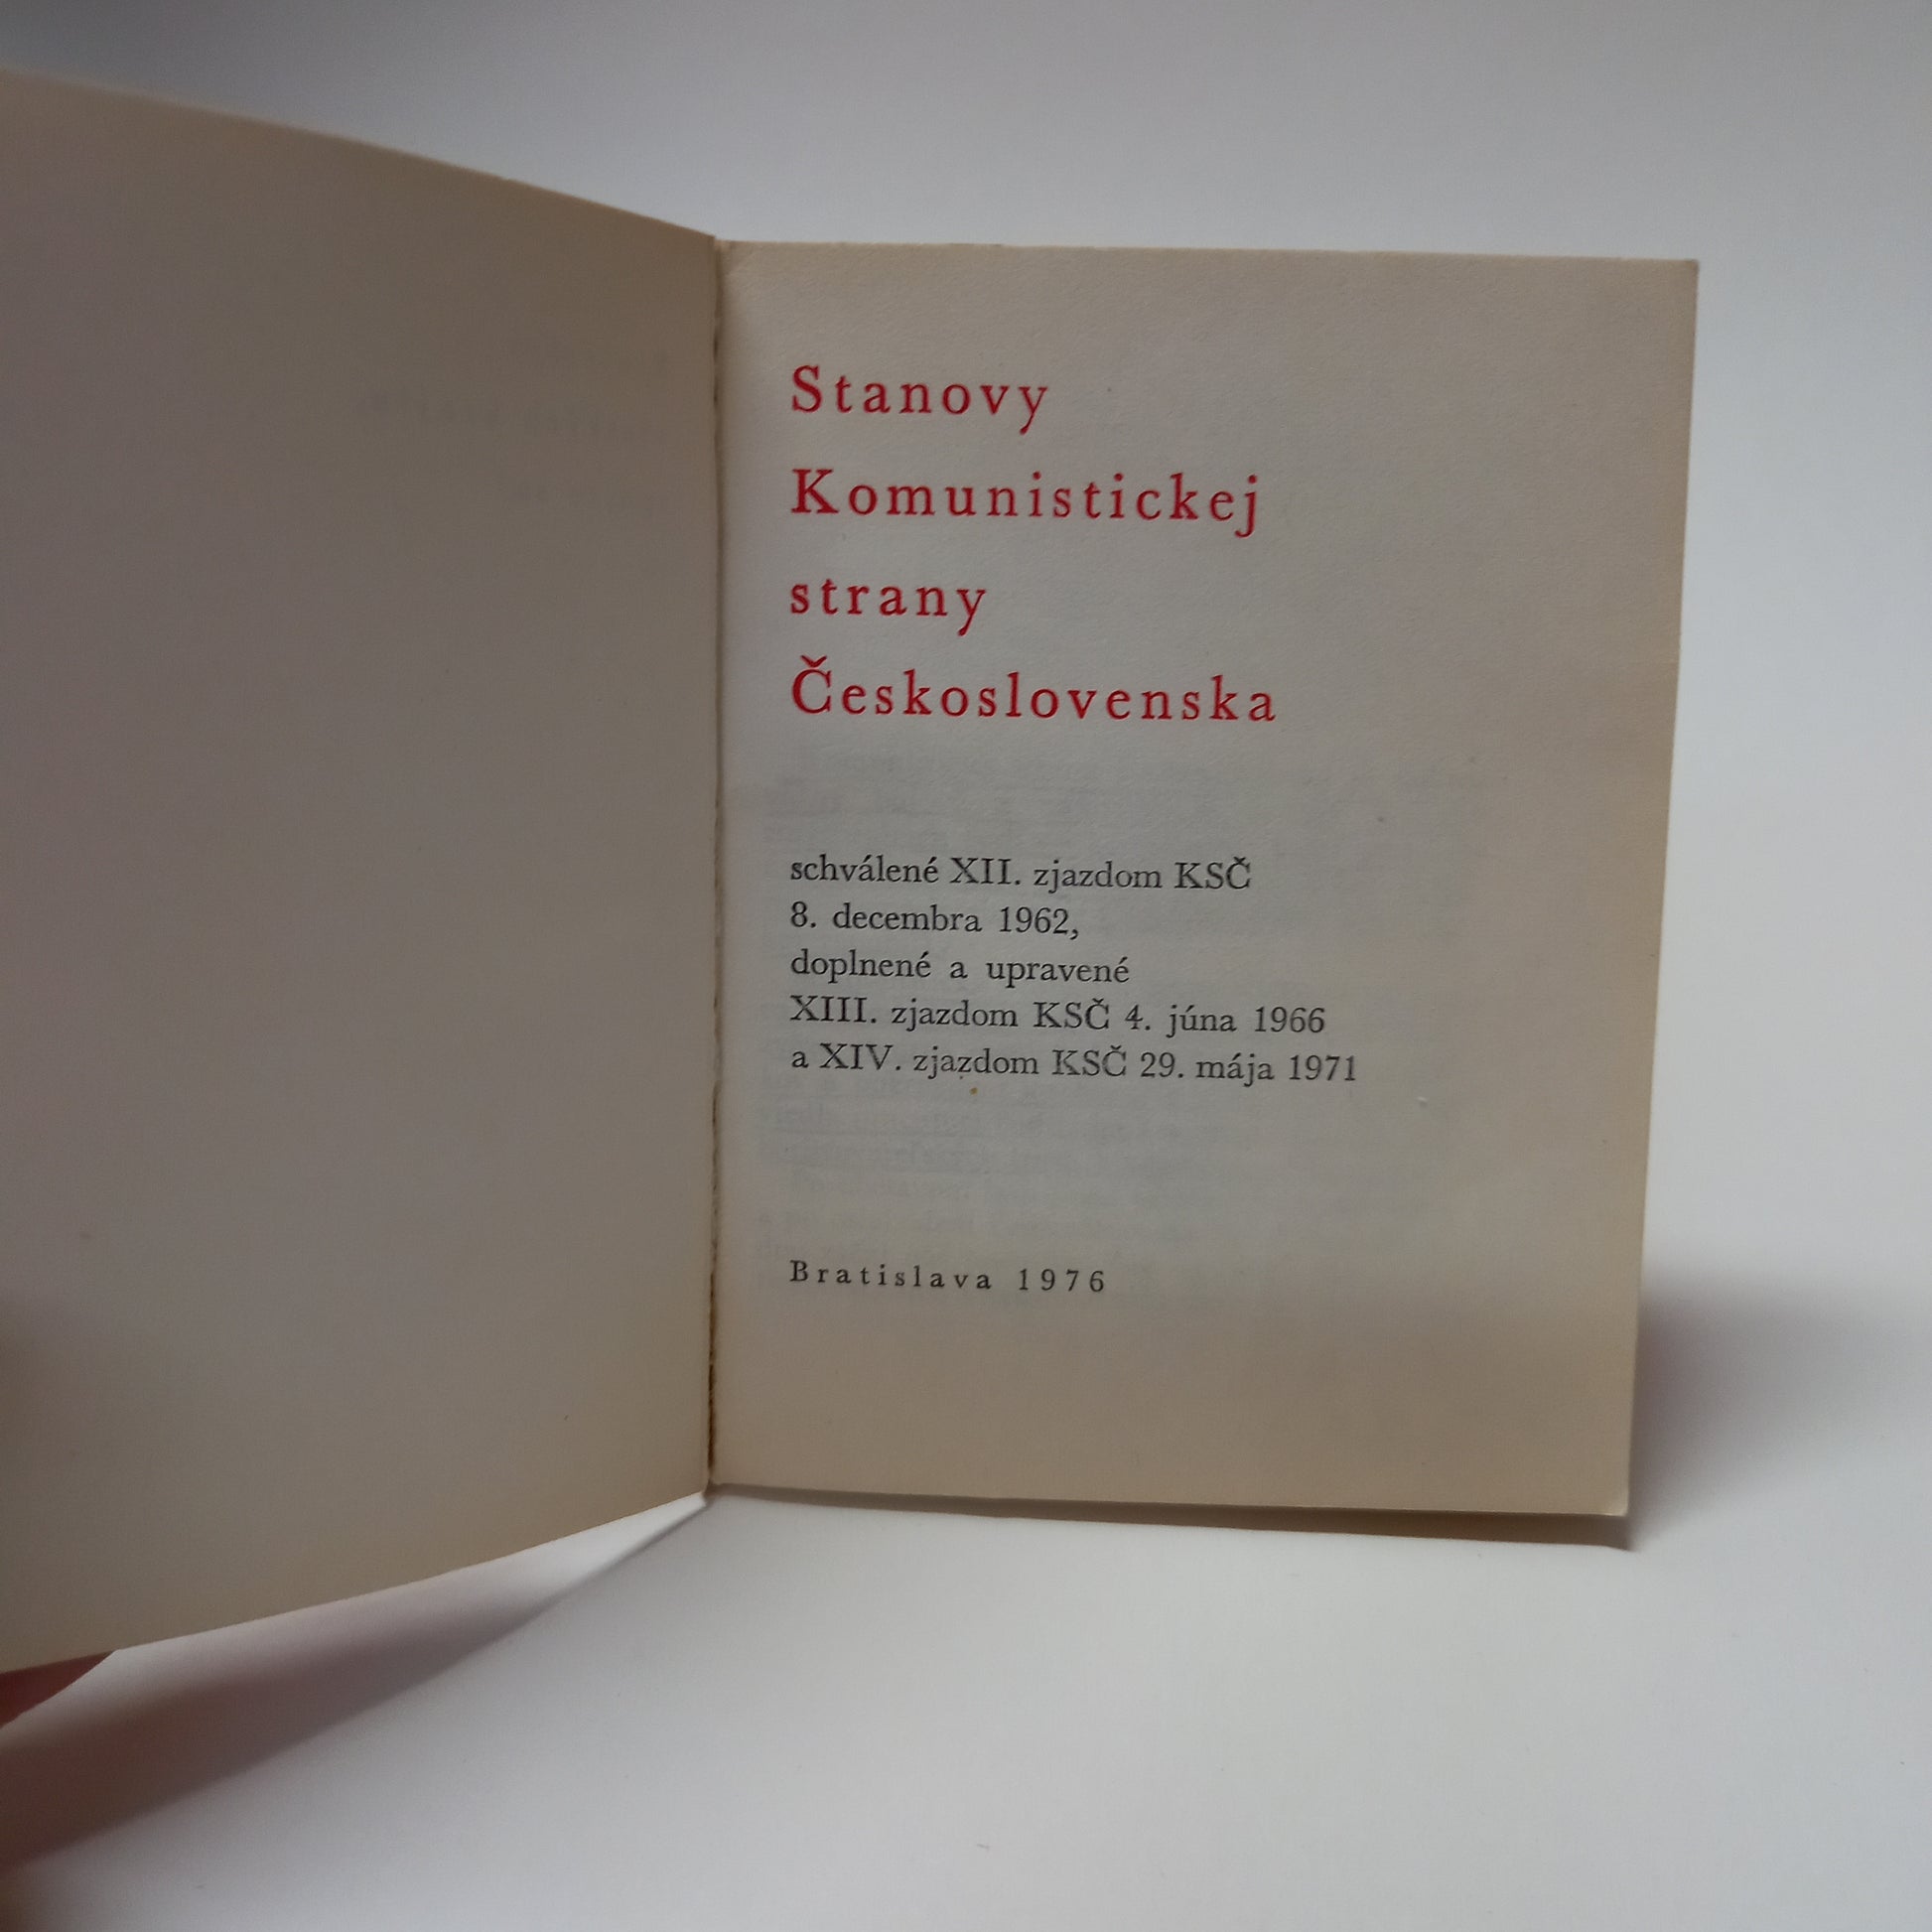 Stanovy
Komunistickej
strany
Československa
schválené XII. zjazdom KSČ
8. decembra 1962,
doplnené a upravené
XIII. zjazdom KSČ 4. júna 1966
a XIV. zjazdom KSČ 29. mája 1971
Bratislava 1976